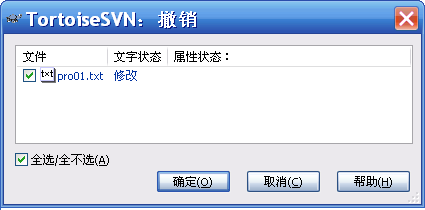 TortoiseSVN：撤销
文件 文字状态 属性状态：
txt pro01.txt 修改
全选/全不选(A)
确定(O) 取消(C) 帮助(H)